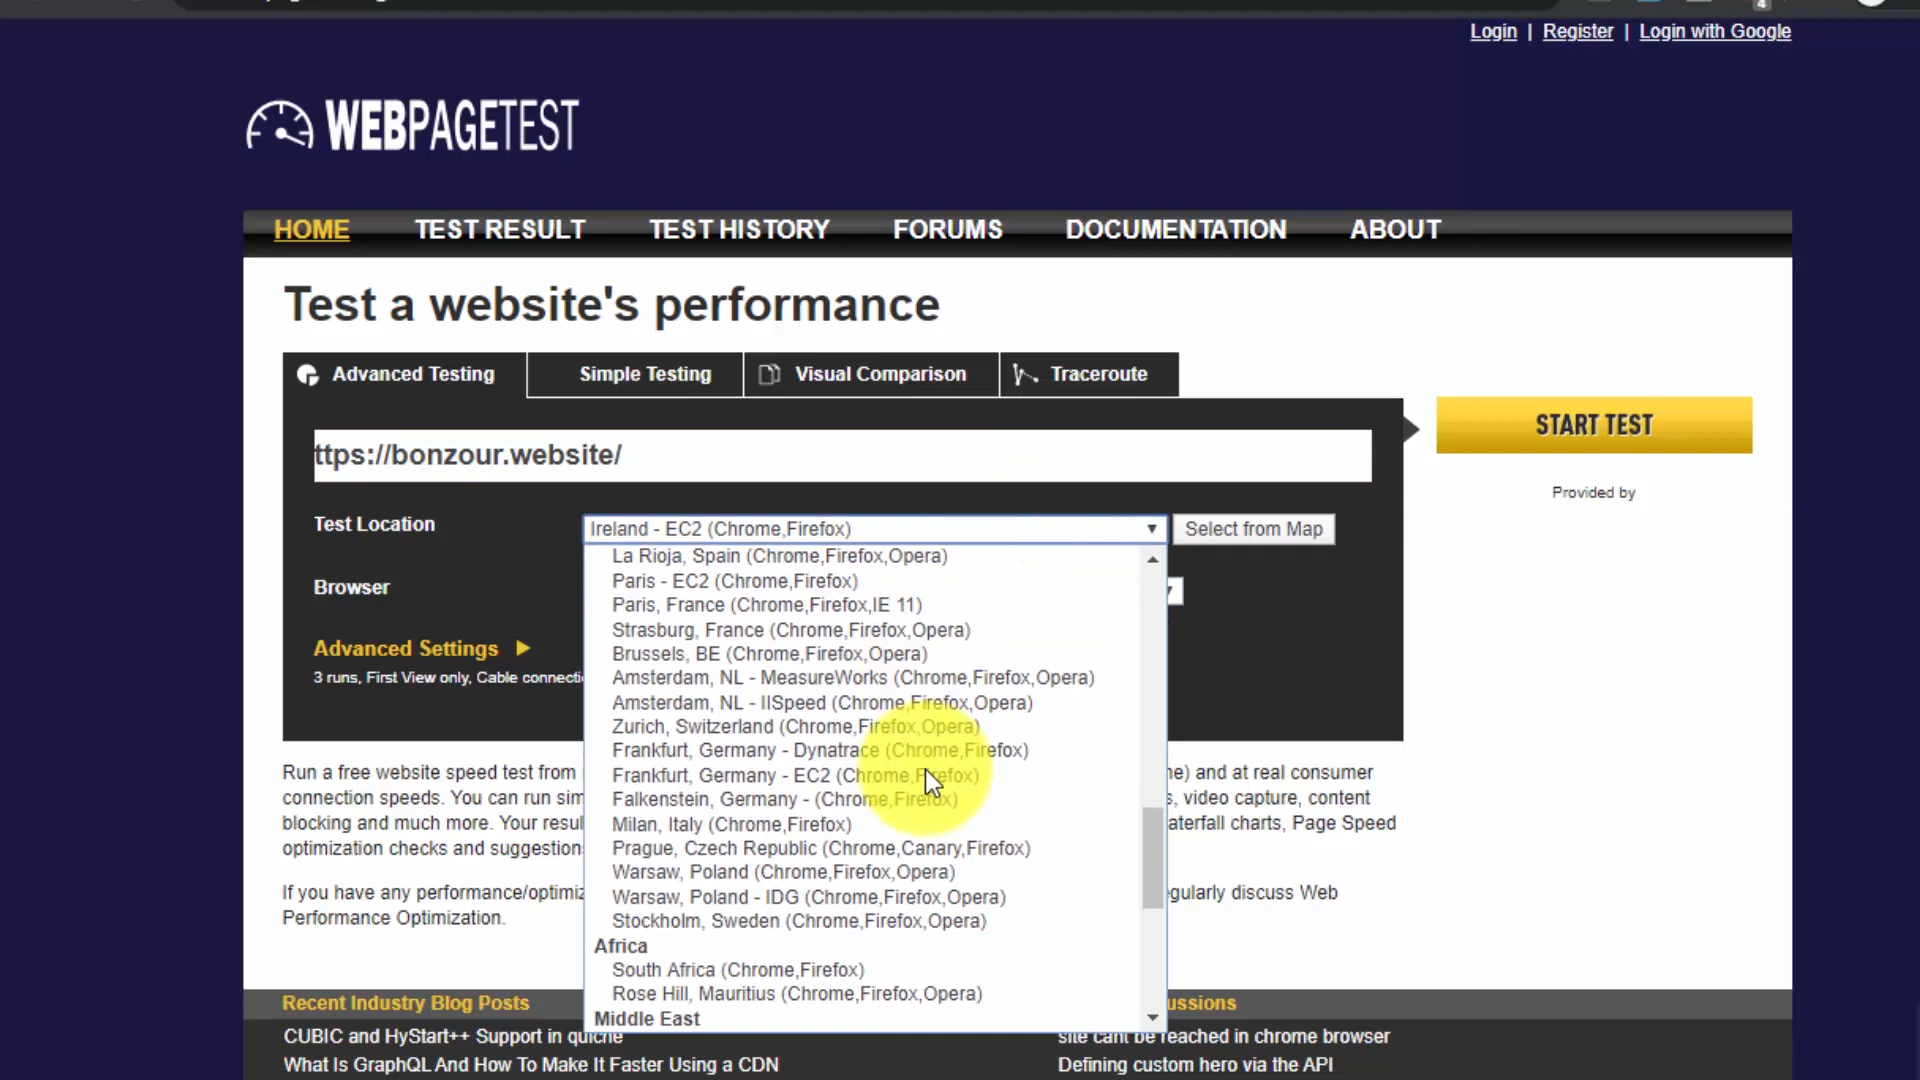 4
Login | Register | Login with Google
WEBPAGETEST
HOME TEST RESULT TEST HISTORY FORUMS DOCUMENTATION ABOUT
Test a website's performance
Advanced Testing Simple Testing Visual Comparison Traceroute
ttps://bonzour.website/
START TEST
Provided by
Test Location
Ireland - EC2 (Chrome,Firefox)
Select from Map
Browser
Advanced Settings
3 runs, First View only, Cable connecti
La Rioja, Spain (Chrome,Firefox,Opera)
Paris - EC2 (Chrome,Firefox)
Paris, France (Chrome,Firefox,IE 11)
Strasburg, France (Chrome,Firefox,Opera)
Brussels, BE (Chrome,Firefox,Opera)
Amsterdam, NL - MeasureWorks (Chrome,Firefox,Opera)
Amsterdam, NL - IISpeed (Chrome,Firefox,Opera)
Zurich, Switzerland (Chrome,Firefox,Opera)
Frankfurt, Germany - Dynatrace (Chrome,Firefox)
Frankfurt, Germany - EC2 (Chrome,Firefox)
Falkenstein, Germany - (Chrome,Firefox)
Milan, Italy (Chrome,Firefox)
Prague, Czech Republic (Chrome,Canary,Firefox)
Warsaw, Poland (Chrome,Firefox,Opera)
Warsaw, Poland - IDG (Chrome,Firefox,Opera)
Stockholm, Sweden (Chrome,Firefox,Opera)
Africa
South Africa (Chrome,Firefox)
Rose Hill, Mauritius (Chrome,Firefox,Opera)
Middle East
Run a free website speed test from ne) and at real consumer
connection speeds. You can run sim s, video capture, content
blocking and much more. Your resul aterfall charts, Page Speed
optimization checks and suggestion
If you have any performance/optimiz egularly discuss Web
Performance Optimization.
Recent Industry Blog Posts ussions
CUBIC and HyStart++ Support in quiche site cant be reached in chrome browser
What Is GraphQL And How To Make It Faster Using a CDN Defining custom hero via the API